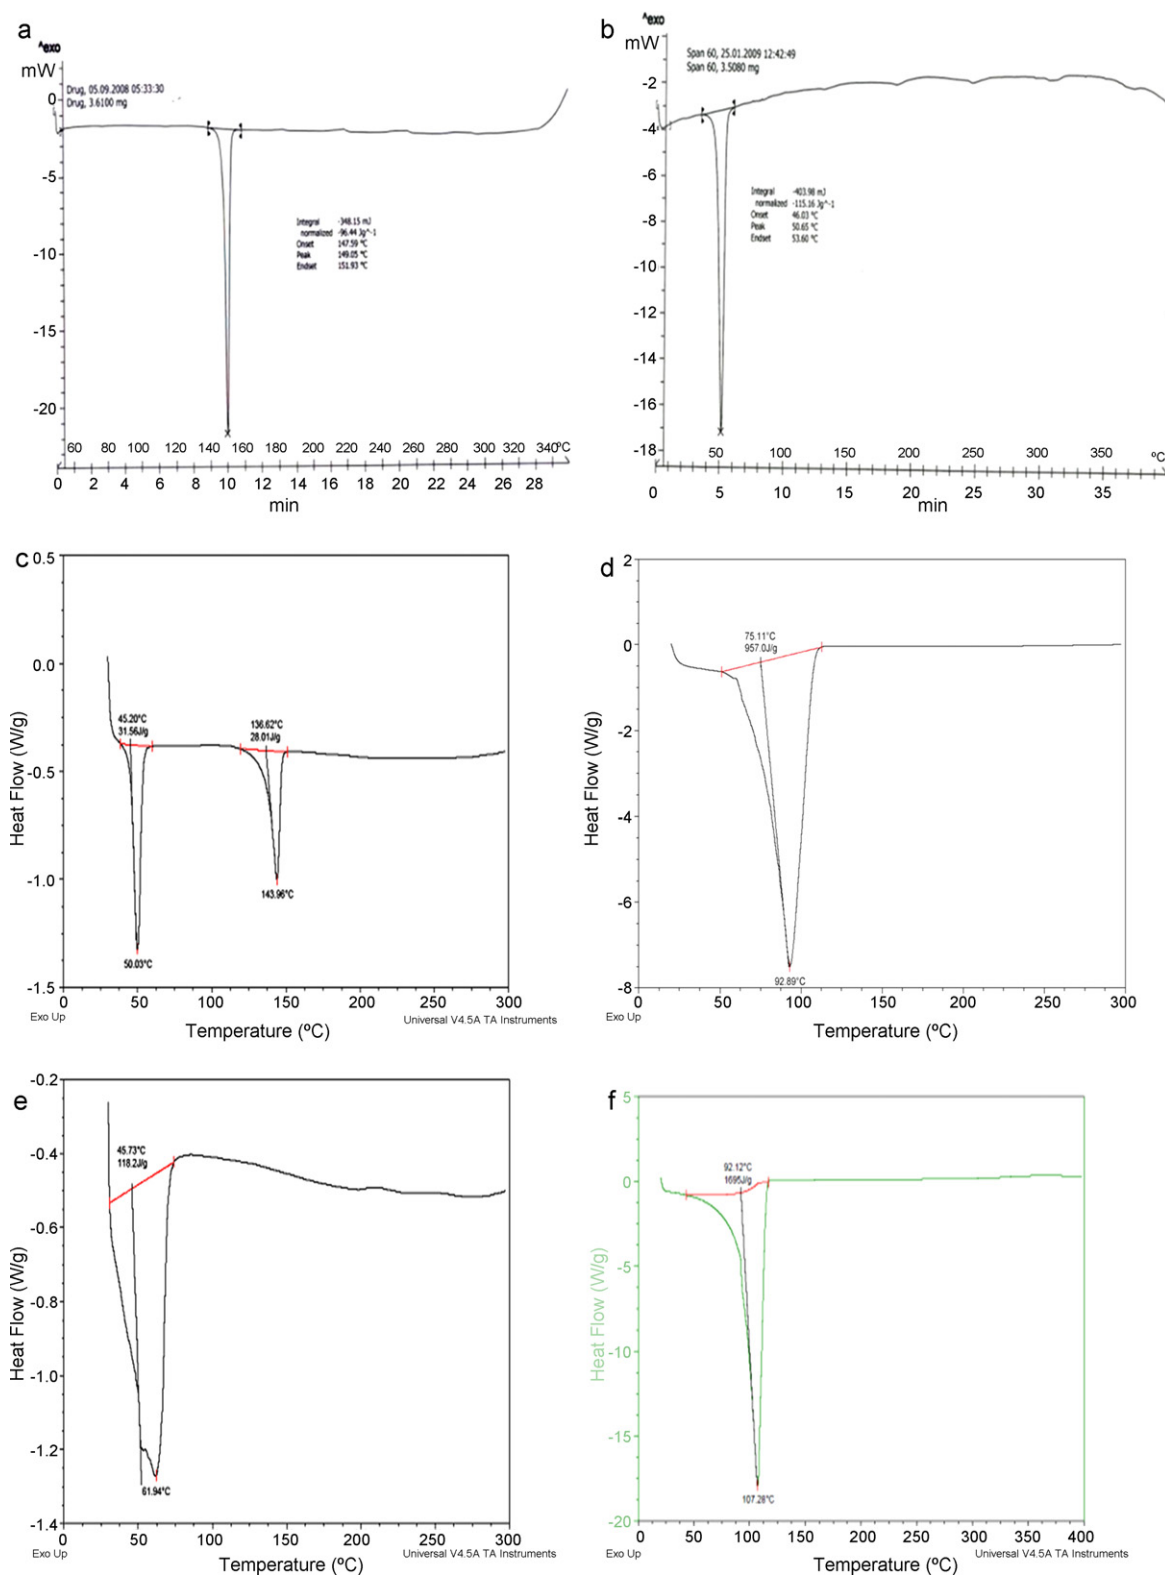 a
^exo
mW
Drug, 05.09.2008 05:33:30
Drug, 3.6100 mg
0
-5
-10
-15
-20
Integral -348.15 mJ
normalized -96.44 Jg^-1
Onset 147.59 °C
Peak 149.05 °C
Endset 151.93 °C
60 80 100 120 140 160 180 200 220 240 260 280 300 320 340 °C
0 2 4 6 8 10 12 14 16 18 20 22 24 26 28
min
b
^exo
mW
Span 60, 25.01.2009 12:42:49
Span 60, 3.5080 mg
-2
-4
-6
-8
-10
-12
-14
-16
-18
Integral -403.98 mJ
normalized -115.16 Jg^-1
Onset 46.03 °C
Peak 50.65 °C
Endset 53.60 °C
50 100 150 200 250 300 350 °C
0 5 10 15 20 25 30 35
min
c
0.5
0.0
-0.5
-1.0
-1.5
Heat Flow (W/g)
45.20°C
31.56J/g
50.03°C
136.62°C
28.01J/g
143.96°C
0 50 100 150 200 250 300
Exo Up
Temperature (ºC)
Universal V4.5A TA Instruments
d
2
0
-2
-4
-6
-8
Heat Flow (W/g)
75.11°C
957.0J/g
92.89°C
0 50 100 150 200 250 300
Exo Up
Temperature (ºC)
e
-0.2
-0.4
-0.6
-0.8
-1.0
-1.2
-1.4
Heat Flow (W/g)
45.73°C
118.2J/g
61.94°C
0 50 100 150 200 250 300
Exo Up
Temperature (ºC)
Universal V4.5A TA Instruments
f
5
0
-5
-10
-15
-20
Heat Flow (W/g)
92.12°C
1695J/g
107.28°C
0 50 100 150 200 250 300 350 400
Exo Up
Temperature (ºC)
Universal V4.5A TA Instruments